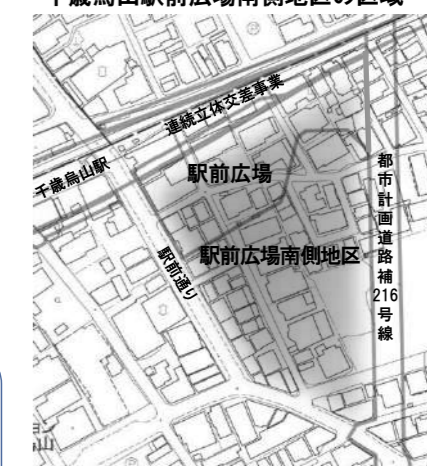 千歳烏山駅前広場南側地区の区域
連続立体交差事業
千歳烏山駅
駅前広場
駅前通り
駅前広場南側地区
都市計画道路補216号線